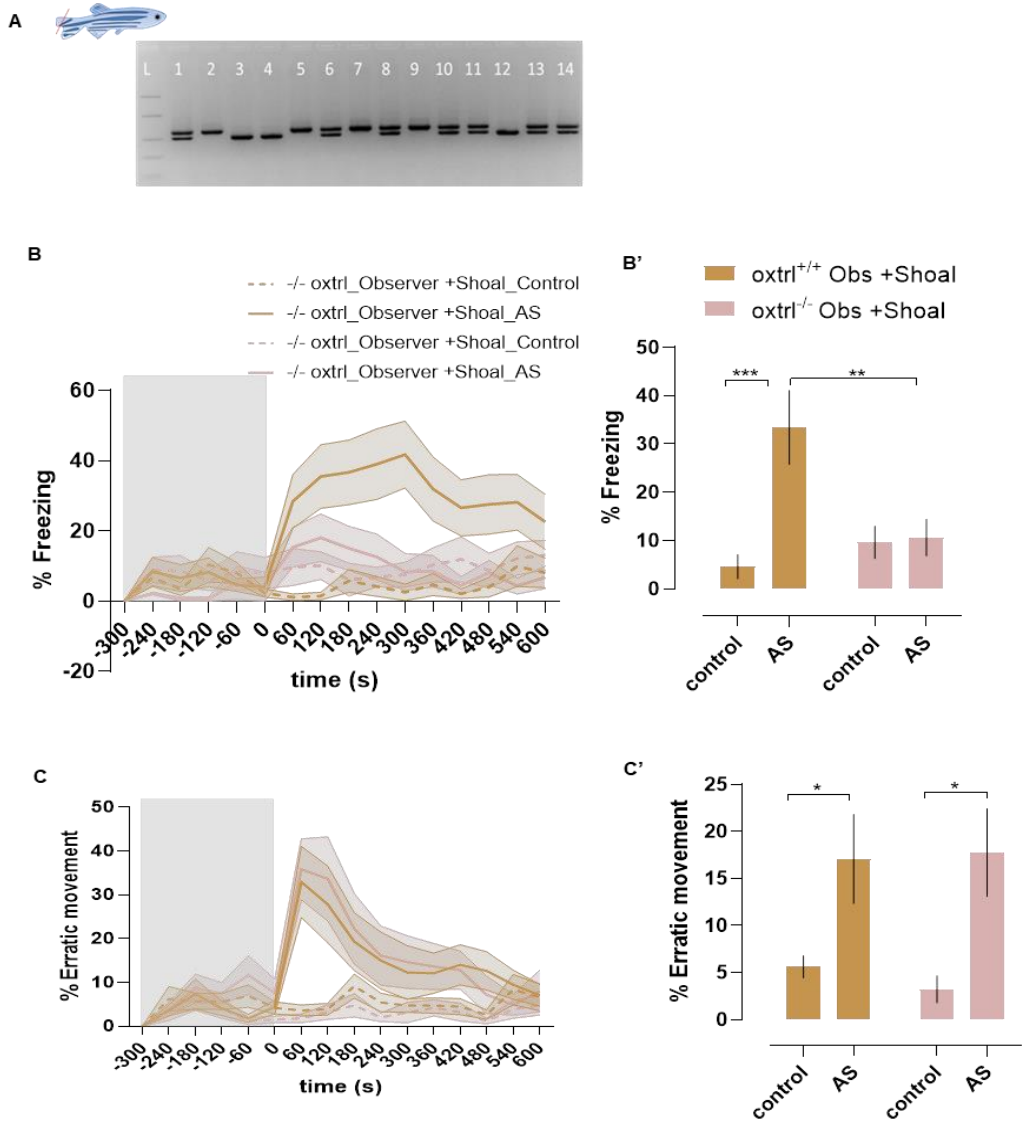 A
L 1 2 3 4 5 6 7 8 9 10 11 12 13 14
B
-/- oxtrl_Observer +Shoal_Control
-/- oxtrl_Observer +Shoal_AS
-/- oxtrl_Observer +Shoal_Control
-/- oxtrl_Observer +Shoal_AS
60
40
20
0
-20
% Freezing
-300 -240 -180 -120 -60 0 60 120 180 240 300 360 420 480 540 600
time (s)
B’
oxtrl+/+ Obs +Shoal
oxtrl-/- Obs +Shoal
50
40
30
20
10
0
% Freezing
*** **
control AS control AS
C
50
40
30
20
10
0
% Erratic movement
-300 -240 -180 -120 -60 0 60 120 180 240 300 360 420 480 540 600
time (s)
C’
25
20
15
10
5
0
% Erratic movement
* *
control AS control AS